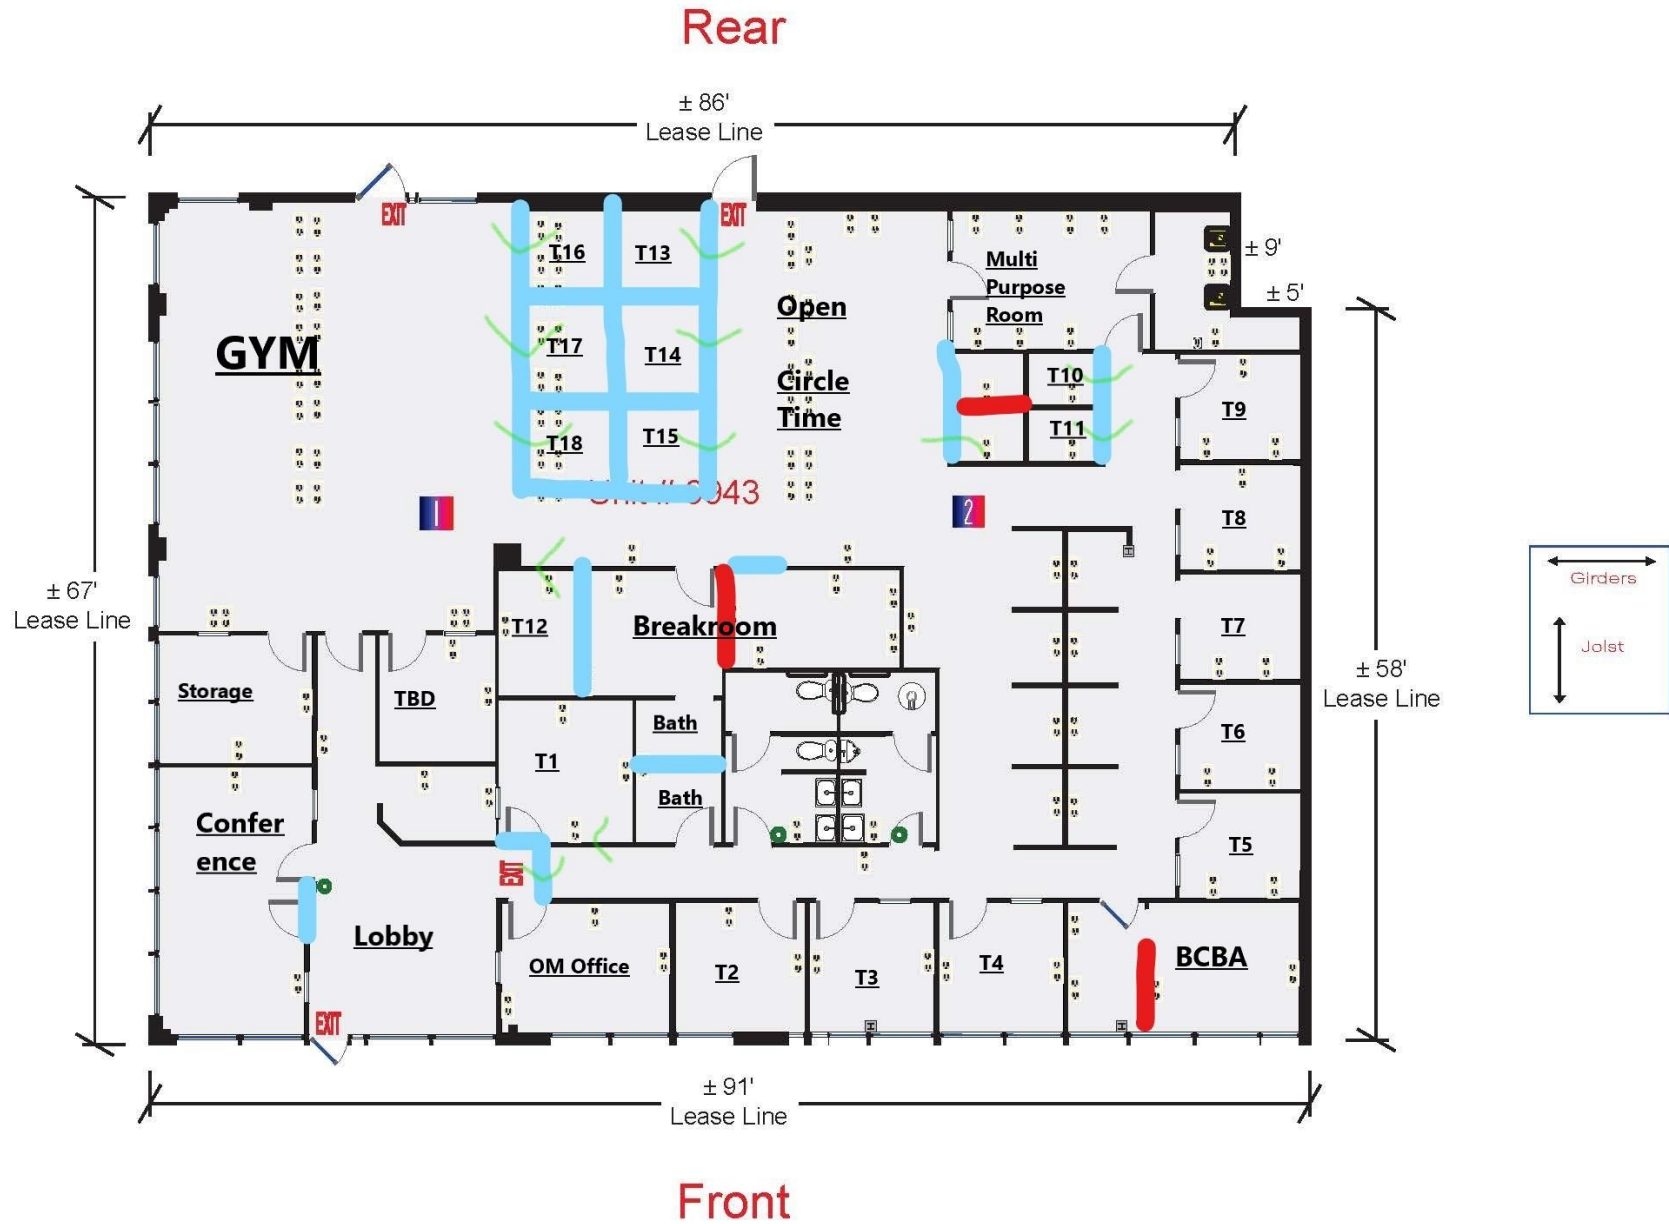 Rear
± 86'
Lease Line
EXIT
EXIT
T16
T13
Multi
Purpose
Room
± 9'
± 5'
Open
GYM
T17
T14
Circle
Time
T10
T9
T18
T15
T11
Unit # 9943
1
2
T8
± 67'
Lease Line
Girders
Joist
T12
Breakroom
T7
± 58'
Lease Line
Storage
TBD
Bath
T6
T1
Bath
Confer
ence
T5
EXIT
Lobby
OM Office
T2
T3
T4
BCBA
EXIT
H
H
H
± 91'
Lease Line
Front